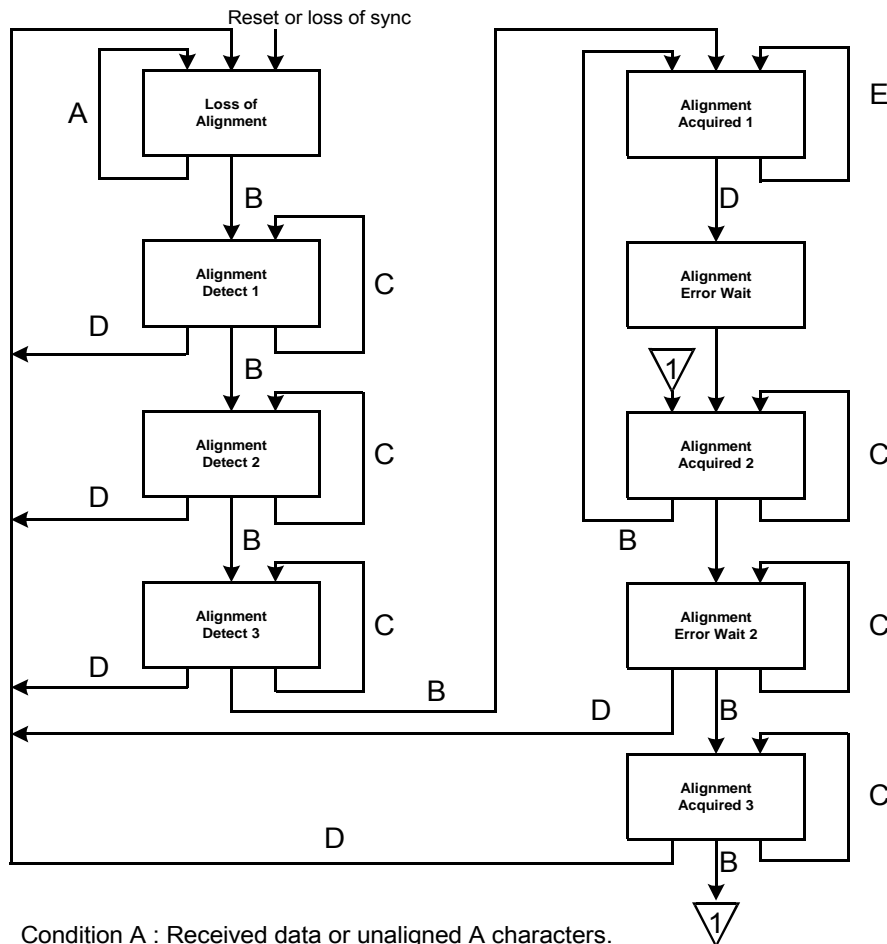 Reset or loss of sync
Loss of
Alignment
A
B
Alignment
Detect 1
C
D
B
Alignment
Detect 2
C
D
B
Alignment
Detect 3
C
D
B
Alignment
Acquired 1
E
D
Alignment
Error Wait
1
Alignment
Acquired 2
C
B
Alignment
Error Wait 2
C
D
B
Alignment
Acquired 3
C
D
B
1
Condition A : Received data or unaligned A characters.